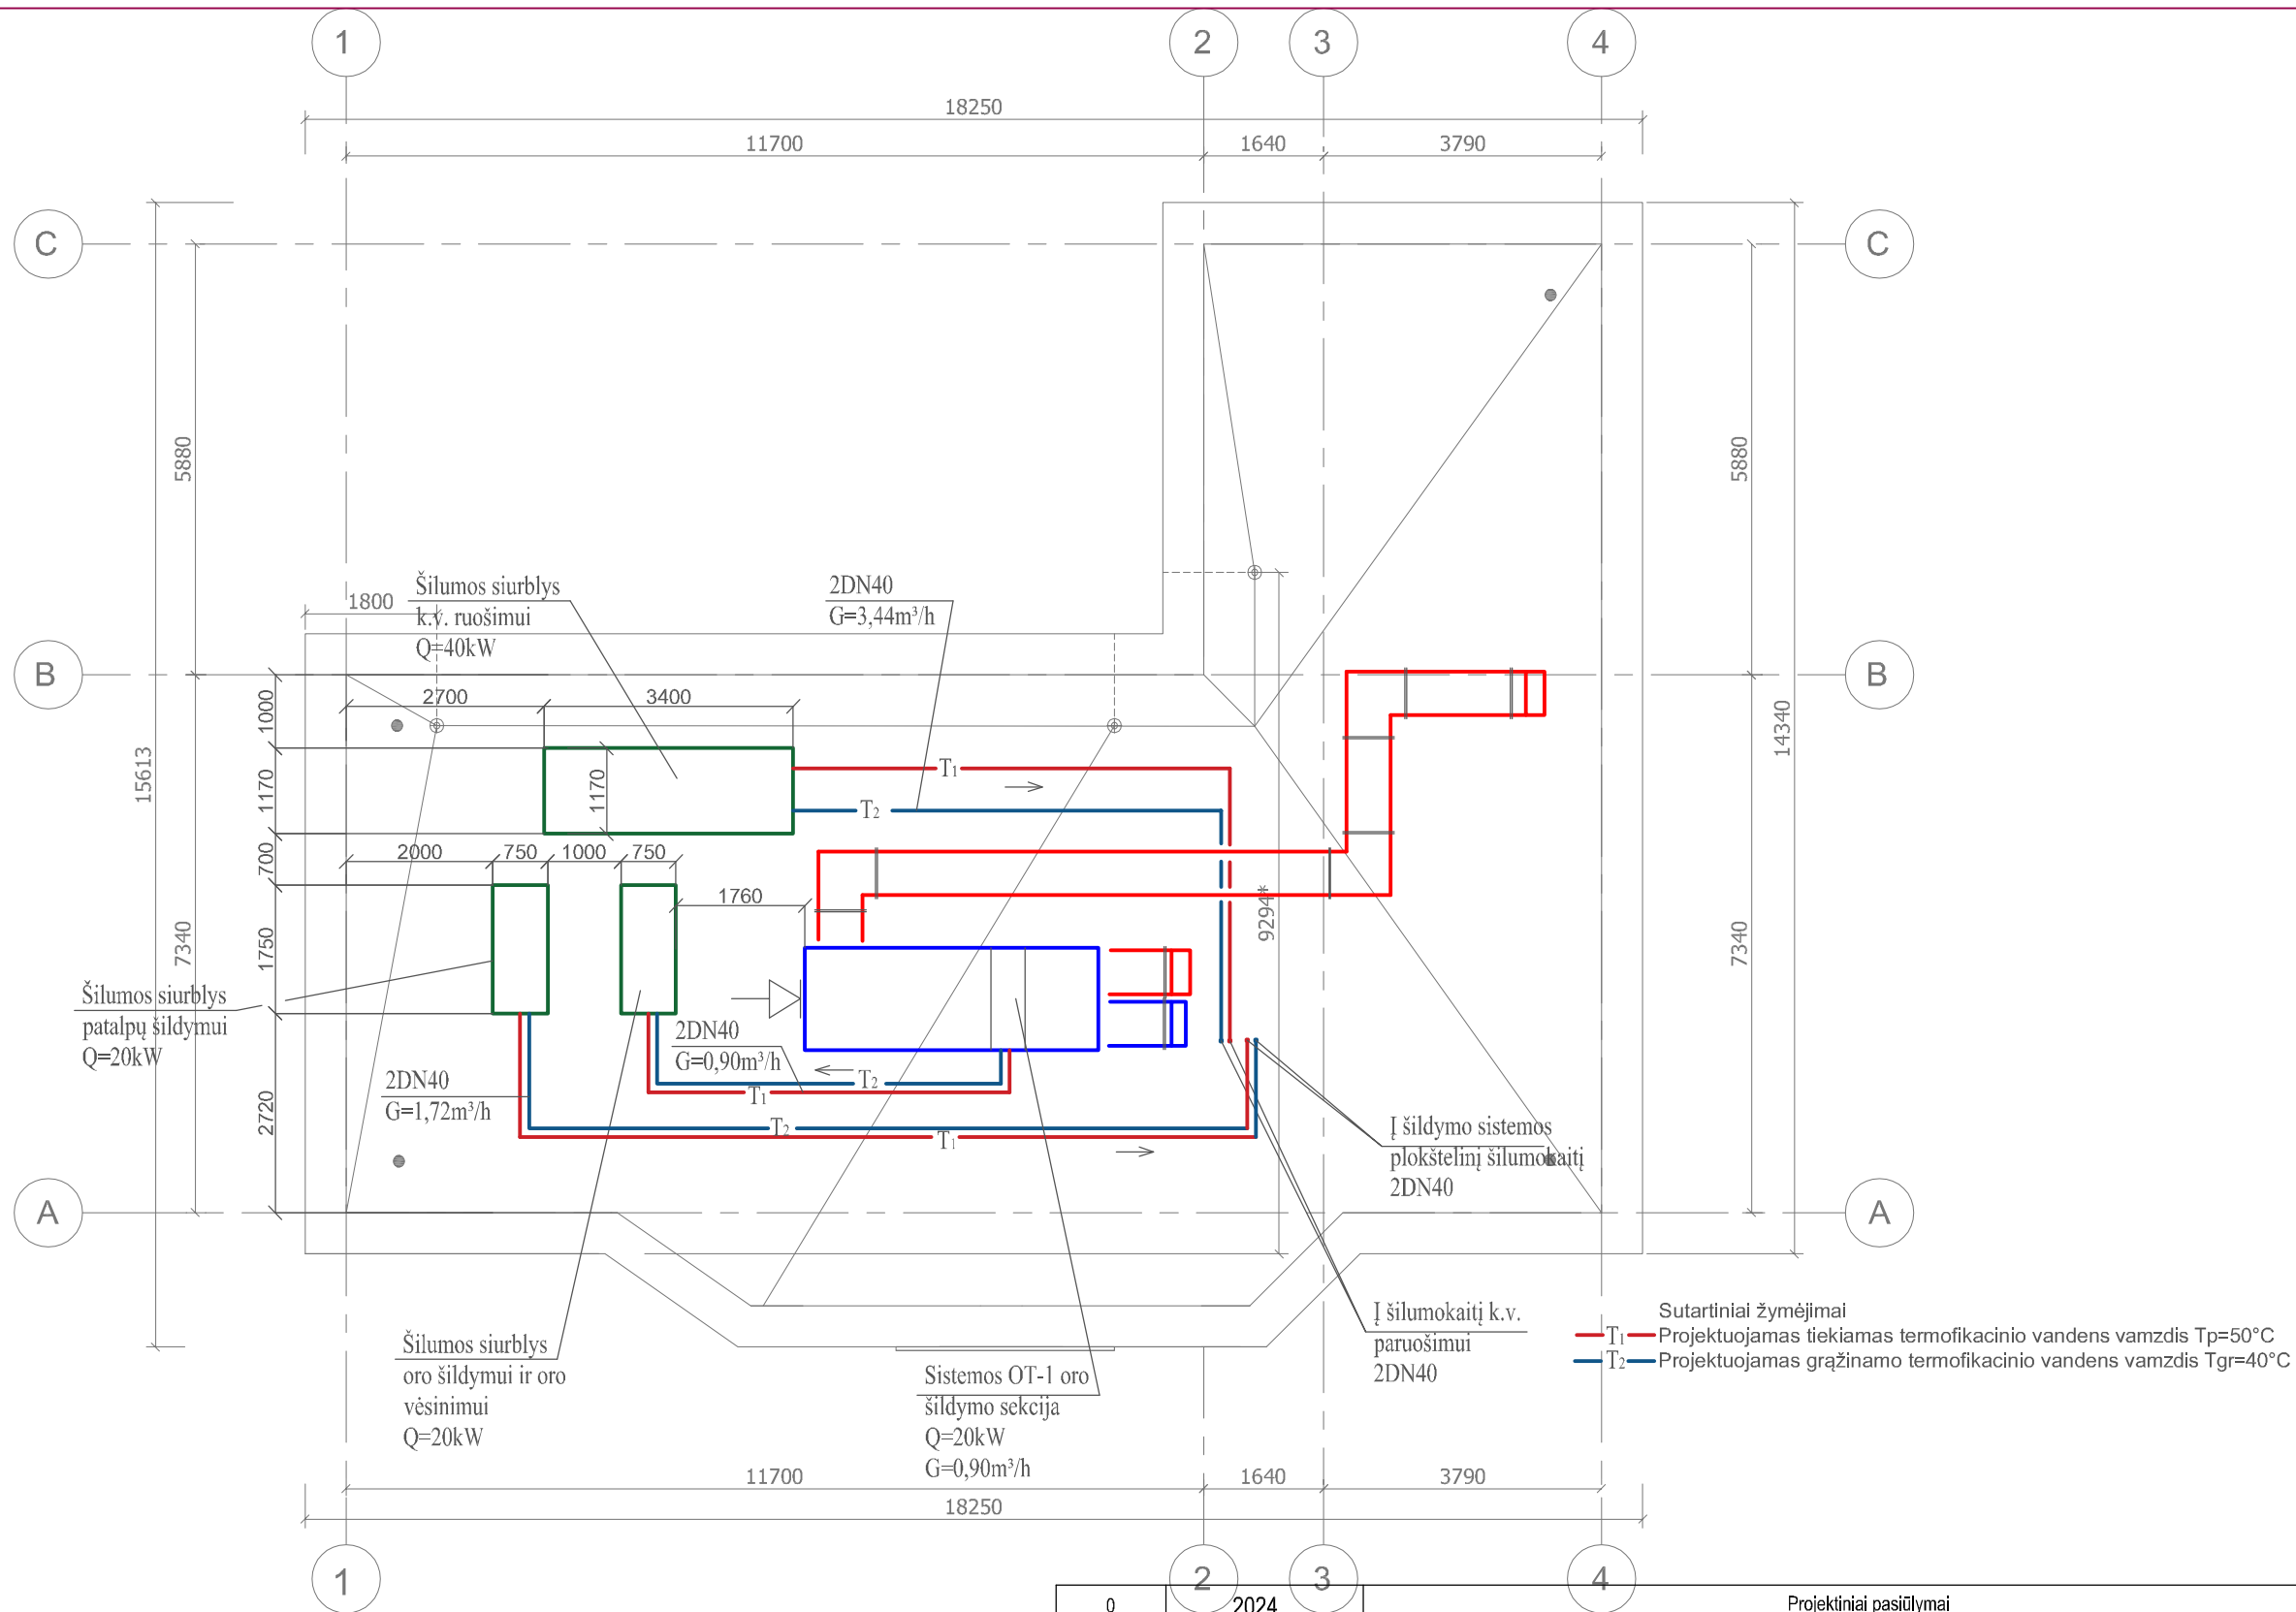 1
2
3
4
18250
11700
1640
3790
C
C
5880
5880
Šilumos siurblys
k.v. ruošimui
Q=40kW
2DN40
G=3,44m³/h
1800
B
B
2700
3400
1000
15613
14340
1170
1170
T1
T2
700
2000
750
1000
750
1760
9294*
1750
7340
7340
Šilumos siurblys
patalpų šildymui
Q=20kW
2DN40
G=0,90m³/h
T2
T1
2DN40
G=1,72m³/h
2720
T2
T1
Į šildymo sistemos
plokštelinį šilumokaitį
2DN40
A
A
Į šilumokaitį k.v.
paruošimui
2DN40
Sutartiniai žymėjimai
T1 Projektuojamas tiekiamas termofikacinio vandens vamzdis Tp=50°C
T2 Projektuojamas grąžinamo termofikacinio vandens vamzdis Tgr=40°C
Šilumos siurblys
oro šildymui ir oro
vėsinimui
Q=20kW
Sistemos OT-1 oro
šildymo sekcija
Q=20kW
G=0,90m³/h
11700
1640
3790
18250
1
2
3
4
0
2024
Projektiniai pasiūlymai